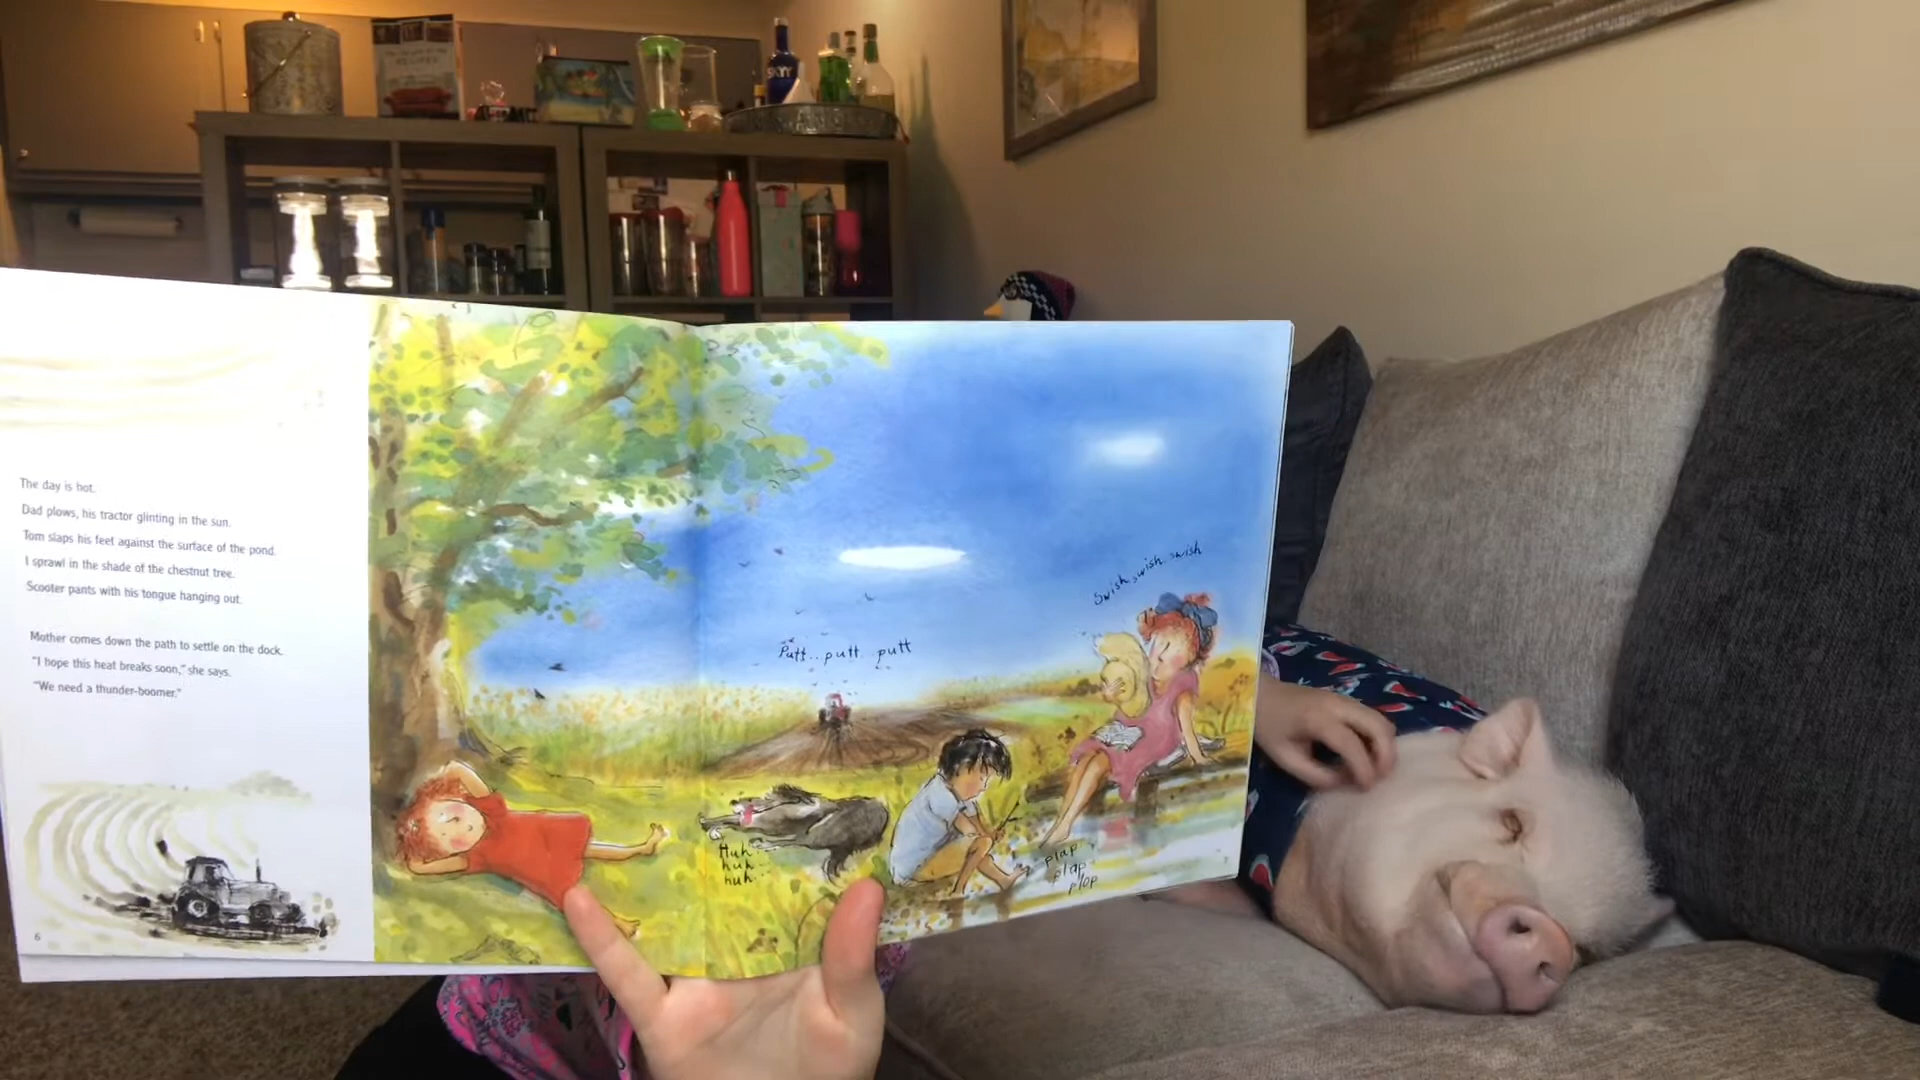 SKYY
RECIPES
The day is hot.
Dad plows, his tractor glinting in the sun.
Tom slaps his feet against the surface of the pond.
I sprawl in the shade of the chestnut tree.
Scooter pants with his tongue hanging out.
Mother comes down the path to settle on the dock.
"I hope this heat breaks soon," she says.
"We need a thunder-boomer."
6
Swish..swish..swish
Putt...putt...putt
Huh
huh...
huh...
plap
plap
plop
7